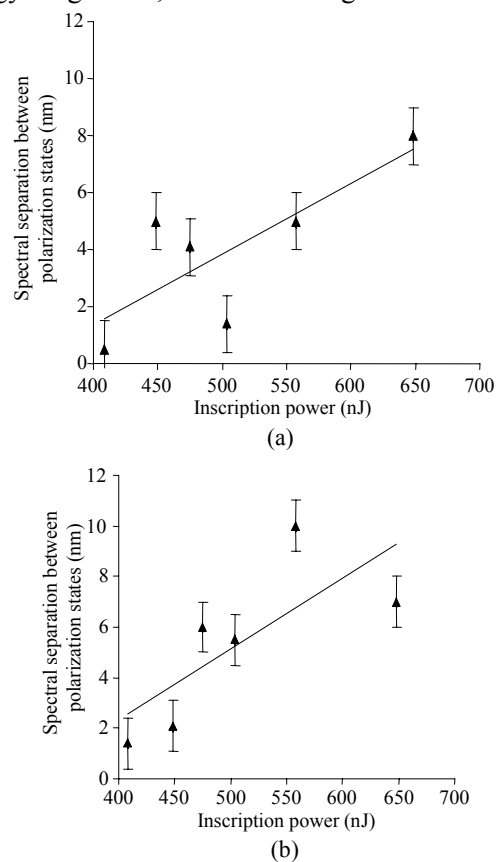 12
10
8
6
4
2
0
Spectral separation between
polarization states (nm)
400 450 500 550 600 650 700
Inscription power (nJ)
(a)
12
10
8
6
4
2
0
Spectral separation between
polarization states (nm)
400 450 500 550 600 650 700
Inscription power (nJ)
(b)